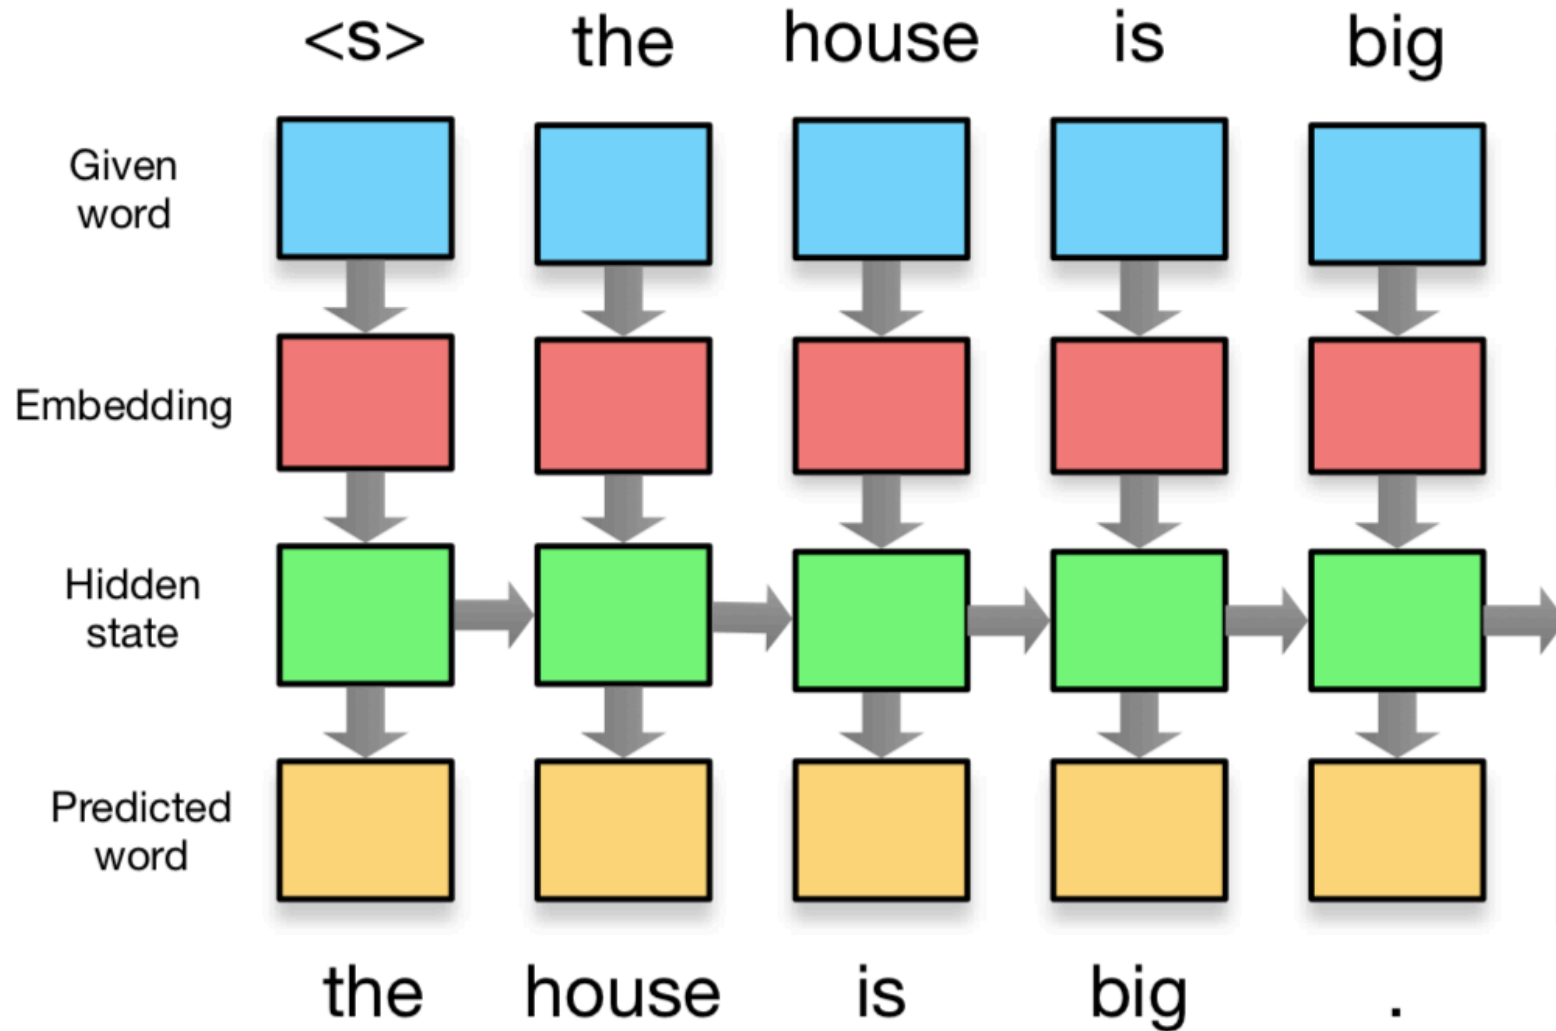 <s> the house is big
Given
word
Embedding
Hidden
state
Predicted
word
the house is big .